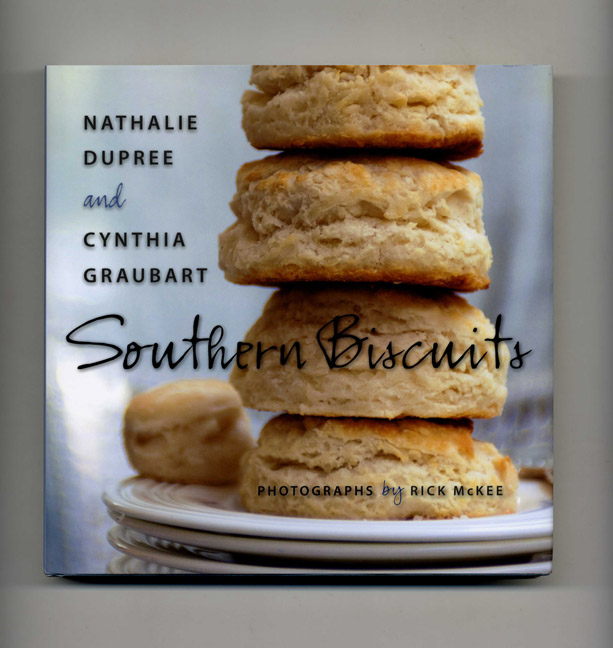 NATHALIE
DUPREE
and
CYNTHIA
GRAUBART
Southern Biscuits
PHOTOGRAPHS by RICK McKEE